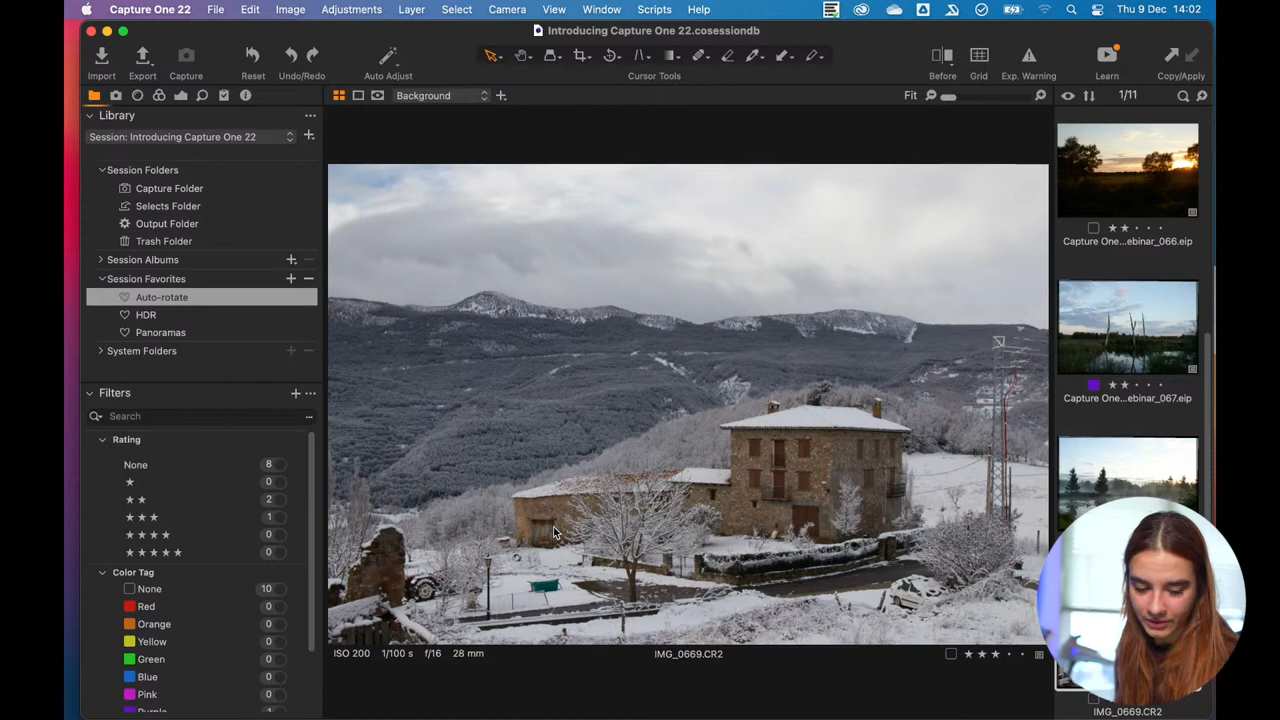 Capture One 22 File Edit Image Adjustments Layer Select Camera View Window Scripts Help Thu 9 Dec 14:02
Introducing Capture One 22.cosessiondb
Import Export Capture Reset Undo/Redo Auto Adjust Cursor Tools Before Grid Exp. Warning Learn Copy/Apply
Background Fit 1/11
Library
Session: Introducing Capture One 22
Session Folders
Capture Folder
Selects Folder
Output Folder
Trash Folder
Session Albums
Session Favorites
Auto-rotate
HDR
Panoramas
System Folders
Filters
Search
Rating
None 8
0
2
1
0
0
Color Tag
None 10
Red 0
Orange 0
Yellow 0
Green 0
Blue 0
Pink 0
Purple 1
ISO 200 1/100 s f/16 28 mm IMG_0669.CR2
Capture One...ebinar_066.eip
Capture One...ebinar_067.eip
IMG_0669.CR2